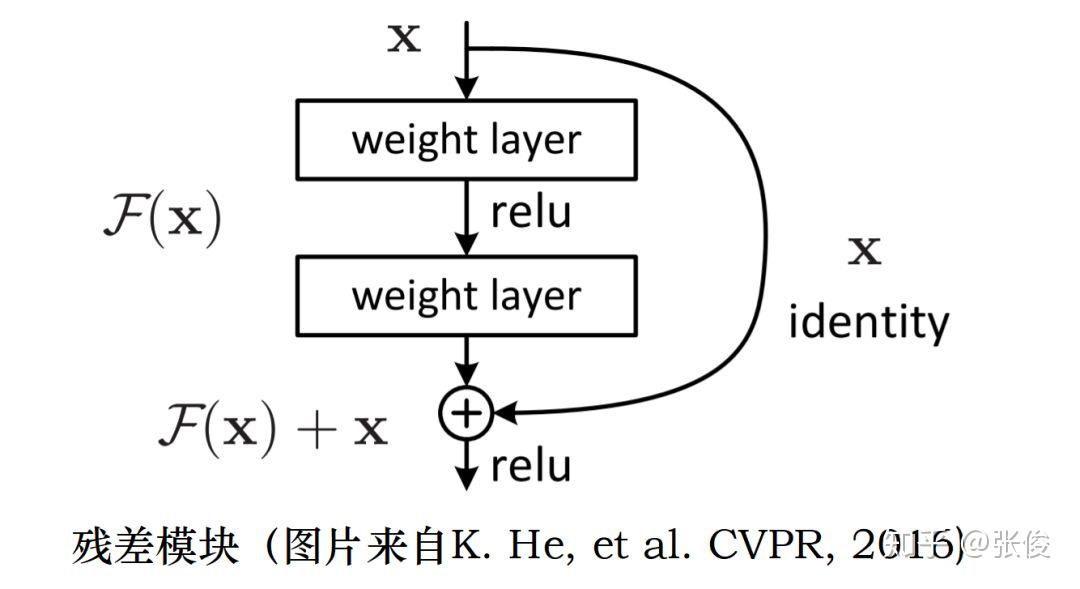 x
weight layer
relu
F(x)
weight layer
x
identity
F(x) + x
+
relu
残差模块（图片来自K. He, et al. CVPR, 2016）
知乎 @张俊